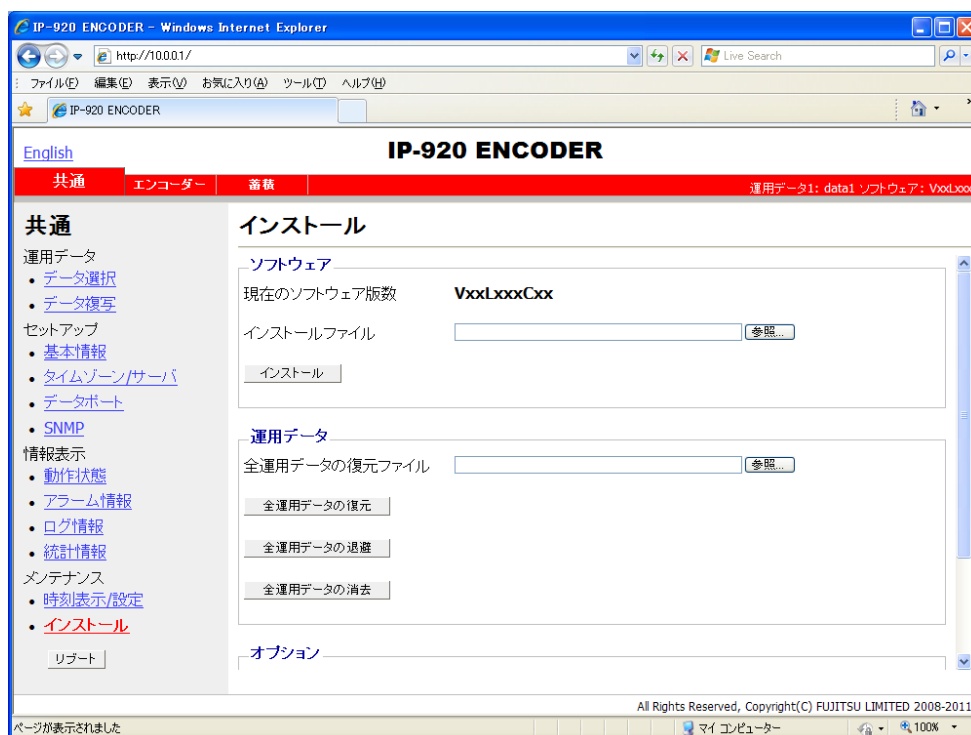 IP-920 ENCODER - Windows Internet Explorer
http://10.0.0.1/
Live Search
ファイル(F) 編集(E) 表示(V) お気に入り(A) ツール(T) ヘルプ(H)
IP-920 ENCODER
English
IP-920 ENCODER
共通 エンコーダー 蓄積
運用データ1: data1 ソフトウェア: VxxLxxx
共通
運用データ
データ選択
データ複写
セットアップ
基本情報
タイムゾーン/サーバ
データポート
SNMP
情報表示
動作状態
アラーム情報
ログ情報
統計情報
メンテナンス
時刻表示/設定
インストール
リブート
インストール
ソフトウェア
現在のソフトウェア版数 VxxLxxxCxx
インストールファイル 参照...
インストール
運用データ
全運用データの復元ファイル 参照...
全運用データの復元
全運用データの退避
全運用データの消去
オプション
All Rights Reserved, Copyright(C) FUJITSU LIMITED 2008-2011
ページが表示されました マイ コンピューター 100%